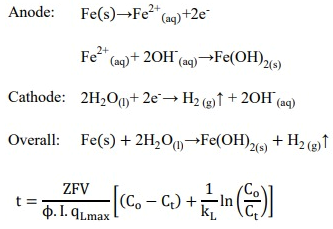 Anode: Fe(s)→Fe²⁺(aq)+2e⁻
Fe²⁺(aq)+ 2OH⁻(aq)→Fe(OH)₂(s)
Cathode: 2H₂O(l)+ 2e⁻→ H₂ (g)↑ + 2OH⁻(aq)
Overall: Fe(s) + 2H₂O(l)→Fe(OH)₂(s) + H₂ (g)↑
t = ZFV / ф. I. qLmax [(Cₒ − Cₜ) + 1/kL ln (Cₒ/Cₜ)]